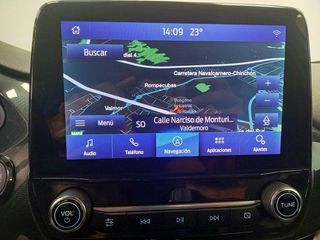 14:09 23°
Buscar
Carretera Navalcarnero-Chinchón
Rompecubas
Valmor
Menú
SO
Calle Narciso de Monturi...
Valdemoro
Audio
Teléfono
Navegación
Aplicaciones
Ajustes
VOL
TUNE